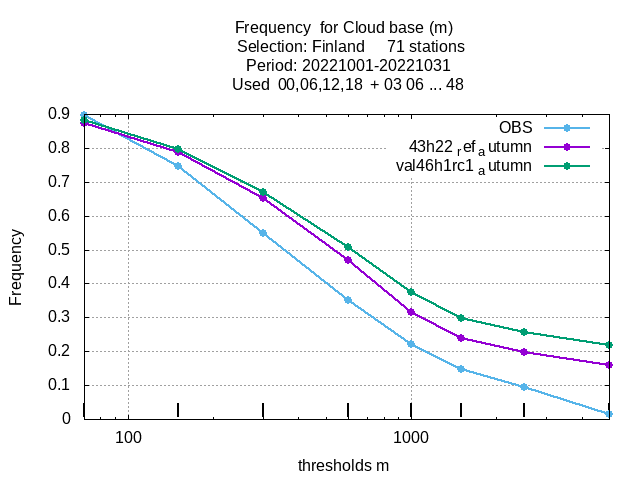 Frequency  for Cloud base (m)
Selection: Finland     71 stations
Period: 20221001-20221031
Used  00,06,12,18  + 03 06 ... 48
0.9
0.8
0.7
0.6
0.5
0.4
0.3
0.2
0.1
0
Frequency
OBS
43h22 ref autumn
val46h1rc1 autumn
100
1000
thresholds m